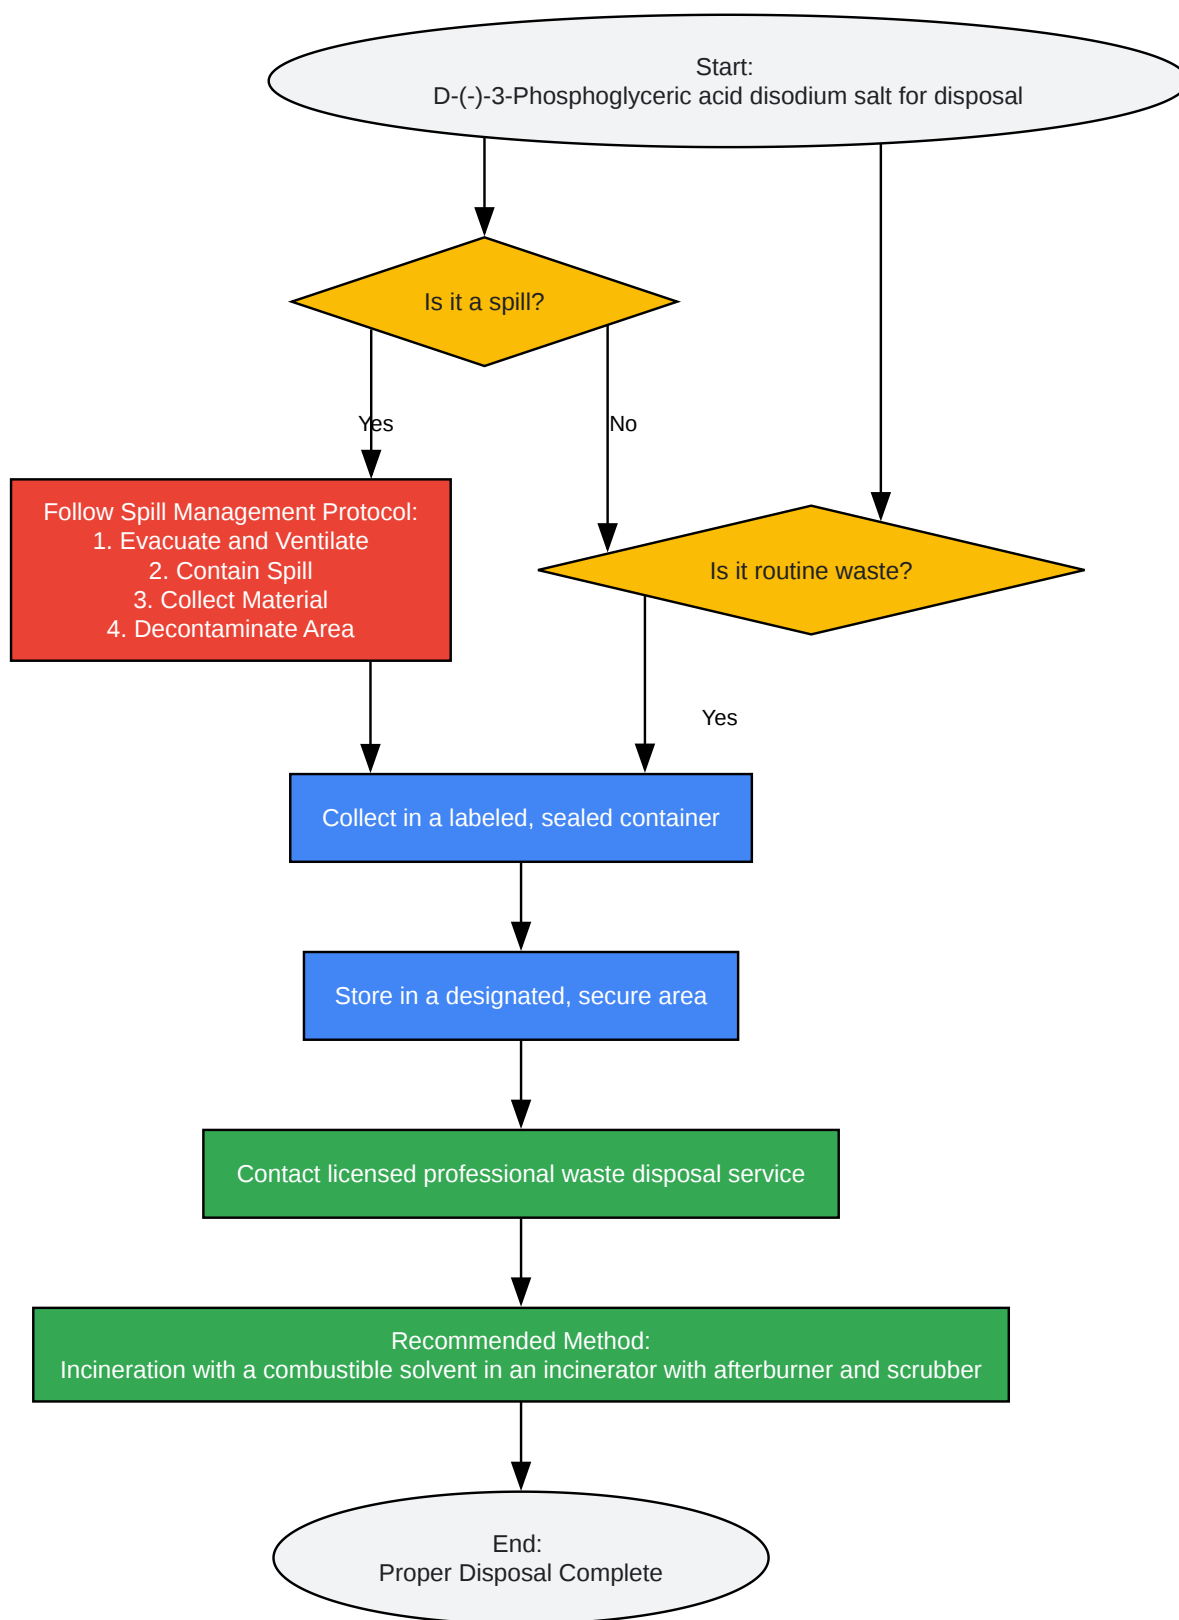 Start:
D-(-)-3-Phosphoglyceric acid disodium salt for disposal
Is it a spill?
Yes
No
Follow Spill Management Protocol:
1. Evacuate and Ventilate
2. Contain Spill
3. Collect Material
4. Decontaminate Area
Is it routine waste?
Yes
Collect in a labeled, sealed container
Store in a designated, secure area
Contact licensed professional waste disposal service
Recommended Method:
Incineration with a combustible solvent in an incinerator with afterburner and scrubber
End:
Proper Disposal Complete